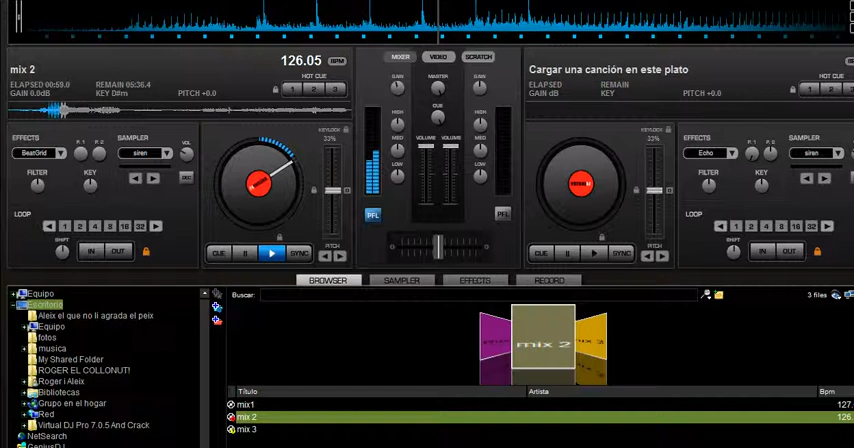 126.05 BPM
mix 2
ELAPSED 00:59.0 REMAIN 05:36.4
GAIN 0.0dB KEY D#m PITCH +0.0
HOT CUE
1 2 3
MIXER VIDEO SCRATCH
GAIN MASTER GAIN
CUE
HIGH HIGH
MED VOLUME VOLUME MED
LOW LOW
PFL PFL
Cargar una canción en este plato
ELAPSED REMAIN
GAIN dB KEY PITCH +0.0
HOT CUE
1 2 3
EFFECTS SAMPLER
P. 1 P. 2 VOL
BeatGrid siren
FILTER KEY REC
LOOP
1 2 4 8 16 32
SHIFT IN OUT
KEYLOCK
33%
PITCH
CUE SYNC
KEYLOCK
33%
PITCH
CUE SYNC
EFFECTS SAMPLER
P. 1 P. 2
Echo siren
FILTER KEY
LOOP
1 2 4 8 16 32
SHIFT IN OUT
BROWSER SAMPLER EFFECTS RECORD
Equipo
Escritorio
Aleix el que no li agrada el peix
Equipo
fotos
musica
My Shared Folder
ROGER EL COLLONUT!
Roger i Aleix
Bibliotecas
Grupo en el hogar
Red
Virtual DJ Pro 7.0.5 And Crack
NetSearch
GeniusDJ
Buscar: 3 files
mix 2
mix 3
Título Artista Bpm
mix1 127.
mix 2 126.
mix 3